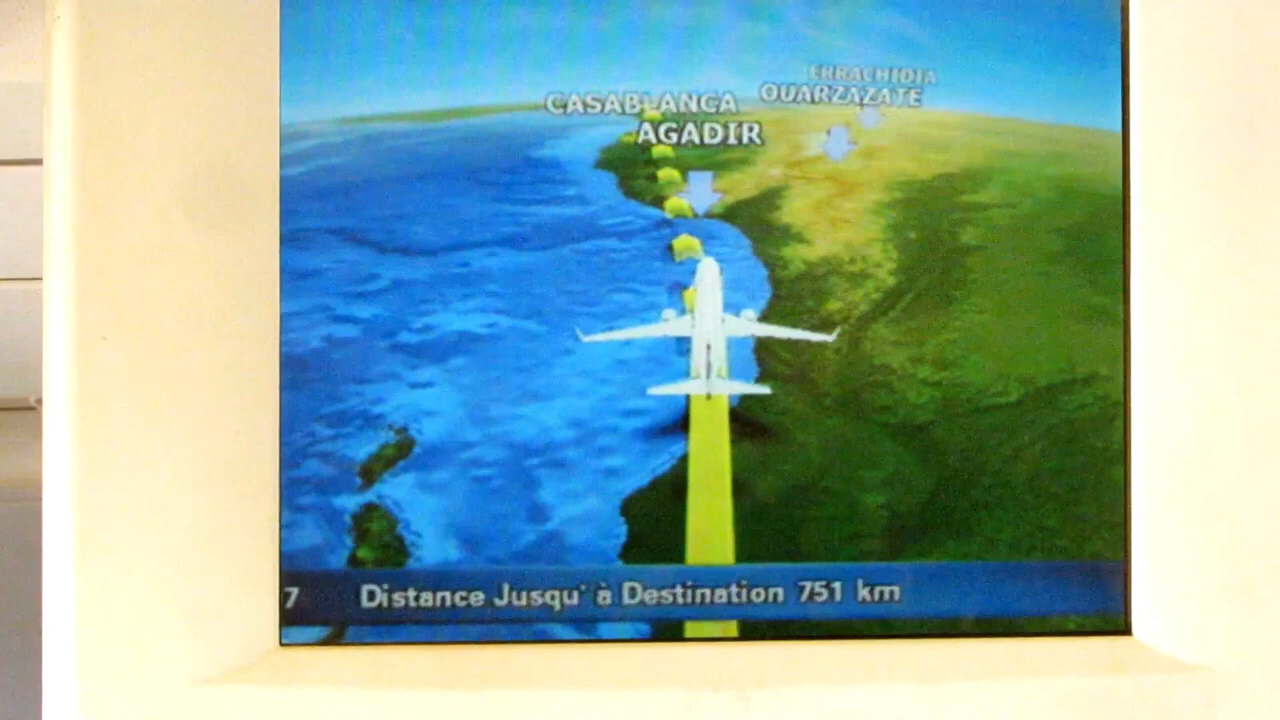 ERRACHIDIA
OUARZAZATE
CASABLANCA
AGADIR
7 Distance Jusqu' à Destination 751 km